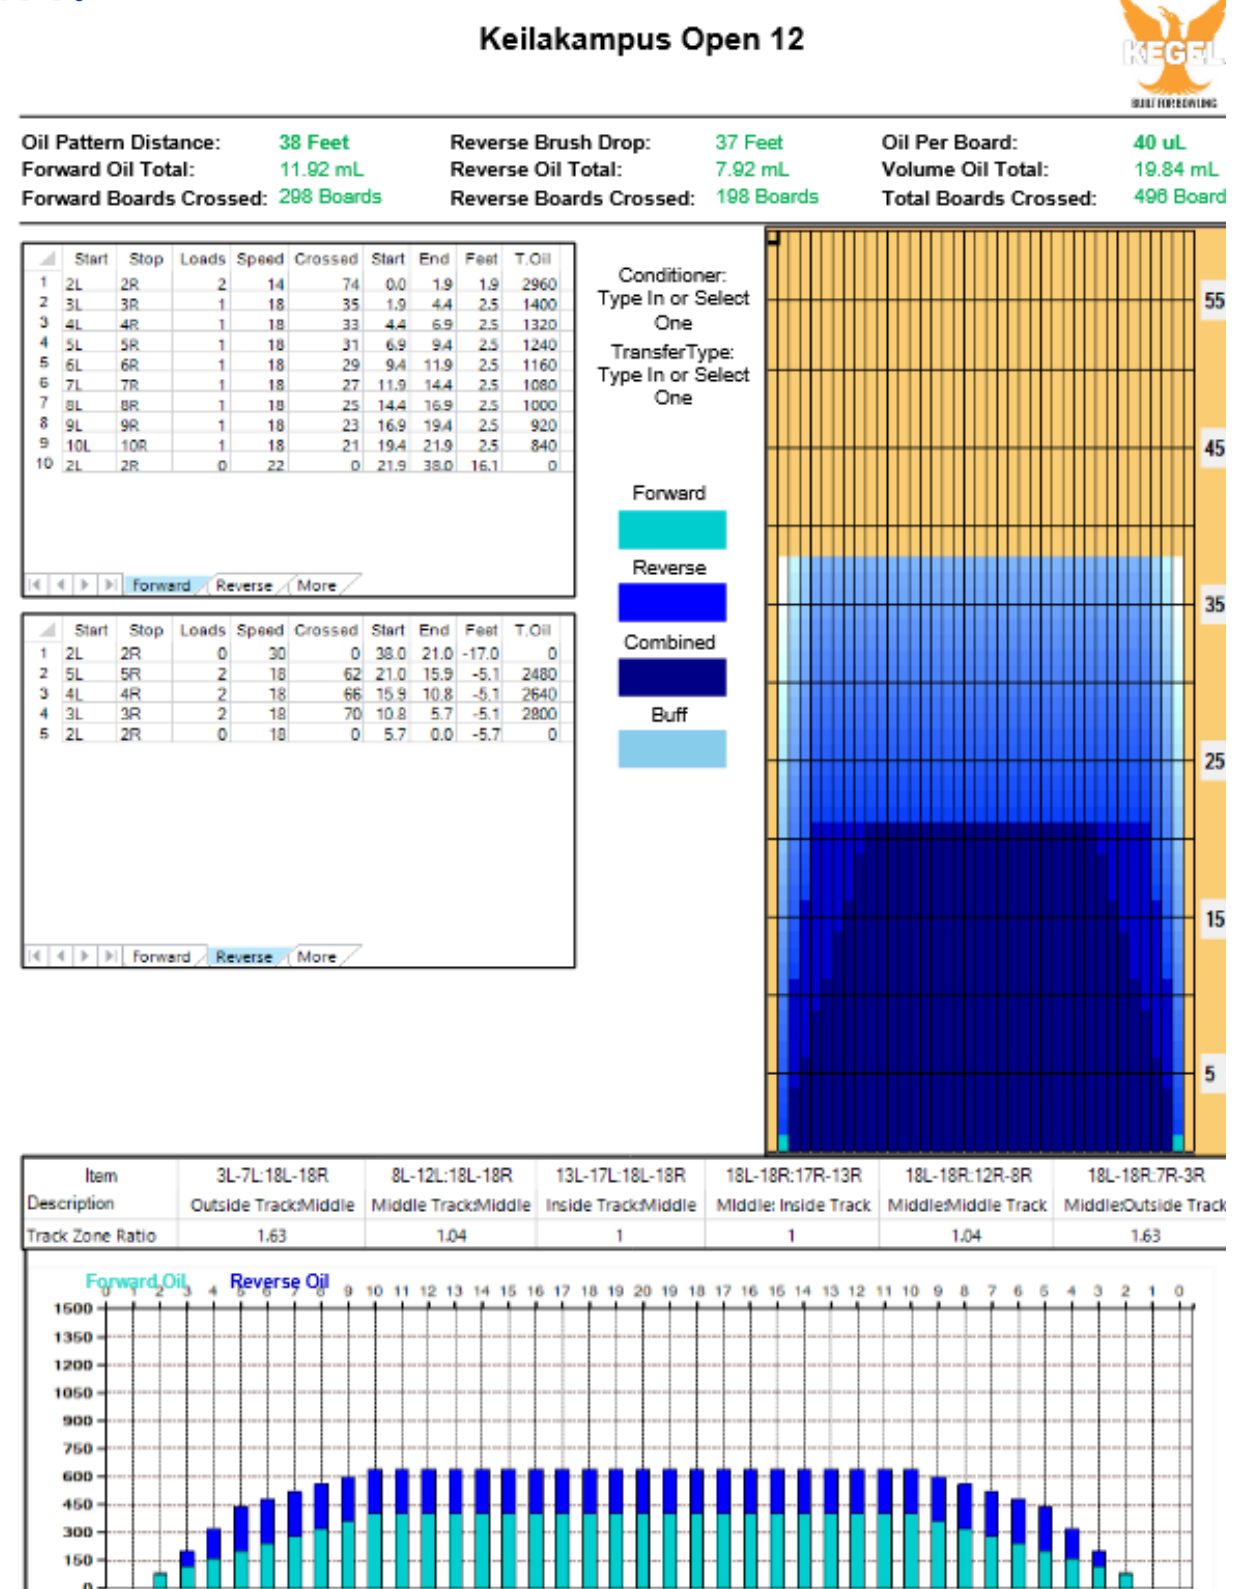 Keilakampus Open 12
KEGEL
BUILT FOR BOWLING
Oil Pattern Distance: 38 Feet Reverse Brush Drop: 37 Feet Oil Per Board: 40 uL
Forward Oil Total: 11.92 mL Reverse Oil Total: 7.92 mL Volume Oil Total: 19.84 mL
Forward Boards Crossed: 298 Boards Reverse Boards Crossed: 198 Boards Total Boards Crossed: 496 Board
Start Stop Loads Speed Crossed Start End Feet T.Oil
1 2L 2R 2 14 74 0.0 1.9 1.9 2960
2 3L 3R 1 18 35 1.9 4.4 2.5 1400
3 4L 4R 1 18 33 4.4 6.9 2.5 1320
4 5L 5R 1 18 31 6.9 9.4 2.5 1240
5 6L 6R 1 18 29 9.4 11.9 2.5 1160
6 7L 7R 1 18 27 11.9 14.4 2.5 1080
7 8L 8R 1 18 25 14.4 16.9 2.5 1000
8 9L 9R 1 18 23 16.9 19.4 2.5 920
9 10L 10R 1 18 21 19.4 21.9 2.5 840
10 2L 2R 0 22 0 21.9 38.0 16.1 0
Forward Reverse More
Start Stop Loads Speed Crossed Start End Feet T.Oil
1 2L 2R 0 30 0 38.0 21.0 -17.0 0
2 5L 5R 2 18 62 21.0 15.9 -5.1 2480
3 4L 4R 2 18 66 15.9 10.8 -5.1 2640
4 3L 3R 2 18 70 10.8 5.7 -5.1 2800
5 2L 2R 0 18 0 5.7 0.0 -5.7 0
Forward Reverse More
Conditioner:
Type In or Select
One
TransferType:
Type In or Select
One
Forward
Reverse
Combined
Buff
55
45
35
25
15
5
Item 3L-7L:18L-18R 8L-12L:18L-18R 13L-17L:18L-18R 18L-18R:17R-13R 18L-18R:12R-8R 18L-18R:7R-3R
Description Outside Track:Middle Middle Track:Middle Inside Track:Middle MIddle: Inside Track Middle:Middle Track Middle:Outside Track
Track Zone Ratio 1.63 1.04 1 1 1.04 1.63
Forward Oil Reverse Oil
0 1 2 3 4 5 6 7 8 9 10 11 12 13 14 15 16 17 18 19 20 19 18 17 16 15 14 13 12 11 10 9 8 7 6 5 4 3 2 1 0
1500
1350
1200
1050
900
750
600
450
300
150
0